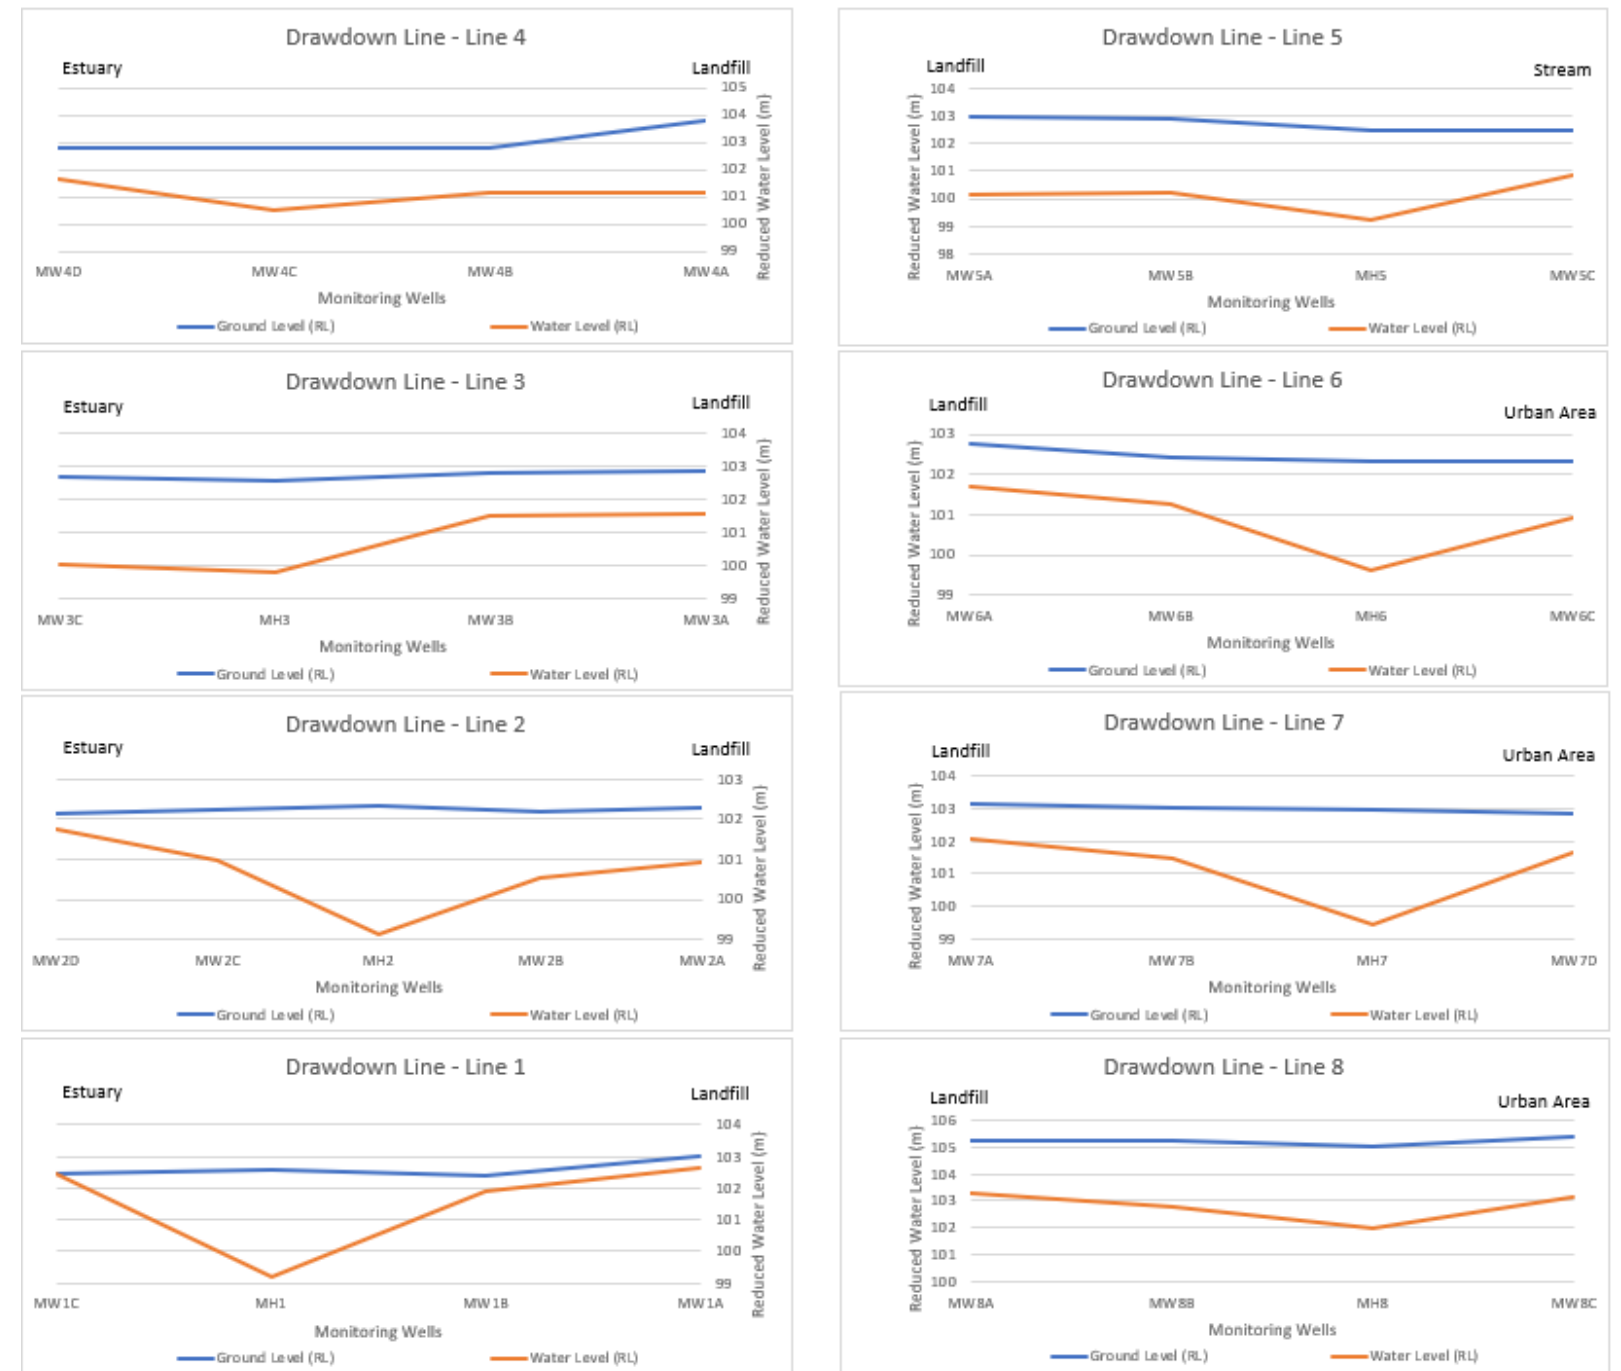 Drawdown Line - Line 4
Estuary
Landfill
105
104
103
102
101
100
99
Reduced Water Level (m)
MW4D MW4C MW4B MW4A
Monitoring Wells
Ground Level (RL) Water Level (RL)
Drawdown Line - Line 5
Landfill
Stream
104
103
102
101
100
99
98
Reduced Water Level (m)
MW5A MW5B MH5 MW5C
Monitoring Wells
Ground Level (RL) Water Level (RL)
Drawdown Line - Line 3
Estuary
Landfill
104
103
102
101
100
99
Reduced Water Level (m)
MW3C MH3 MW3B MW3A
Monitoring Wells
Ground Level (RL) Water Level (RL)
Drawdown Line - Line 6
Landfill
Urban Area
103
102
101
100
99
Reduced Water Level (m)
MW6A MW6B MH6 MW6C
Monitoring Wells
Ground Level (RL) Water Level (RL)
Drawdown Line - Line 2
Estuary
Landfill
103
102
101
100
99
Reduced Water Level (m)
MW2D MW2C MH2 MW2B MW2A
Monitoring Wells
Ground Level (RL) Water Level (RL)
Drawdown Line - Line 7
Landfill
Urban Area
104
103
102
101
100
99
Reduced Water Level (m)
MW7A MW7B MH7 MW7D
Monitoring Wells
Ground Level (RL) Water Level (RL)
Drawdown Line - Line 1
Estuary
Landfill
104
103
102
101
100
99
Reduced Water Level (m)
MW1C MH1 MW1B MW1A
Monitoring Wells
Ground Level (RL) Water Level (RL)
Drawdown Line - Line 8
Landfill
Urban Area
106
105
104
103
102
101
100
Reduced Water Level (m)
MW8A MW8B MH8 MW8C
Monitoring Wells
Ground Level (RL) Water Level (RL)